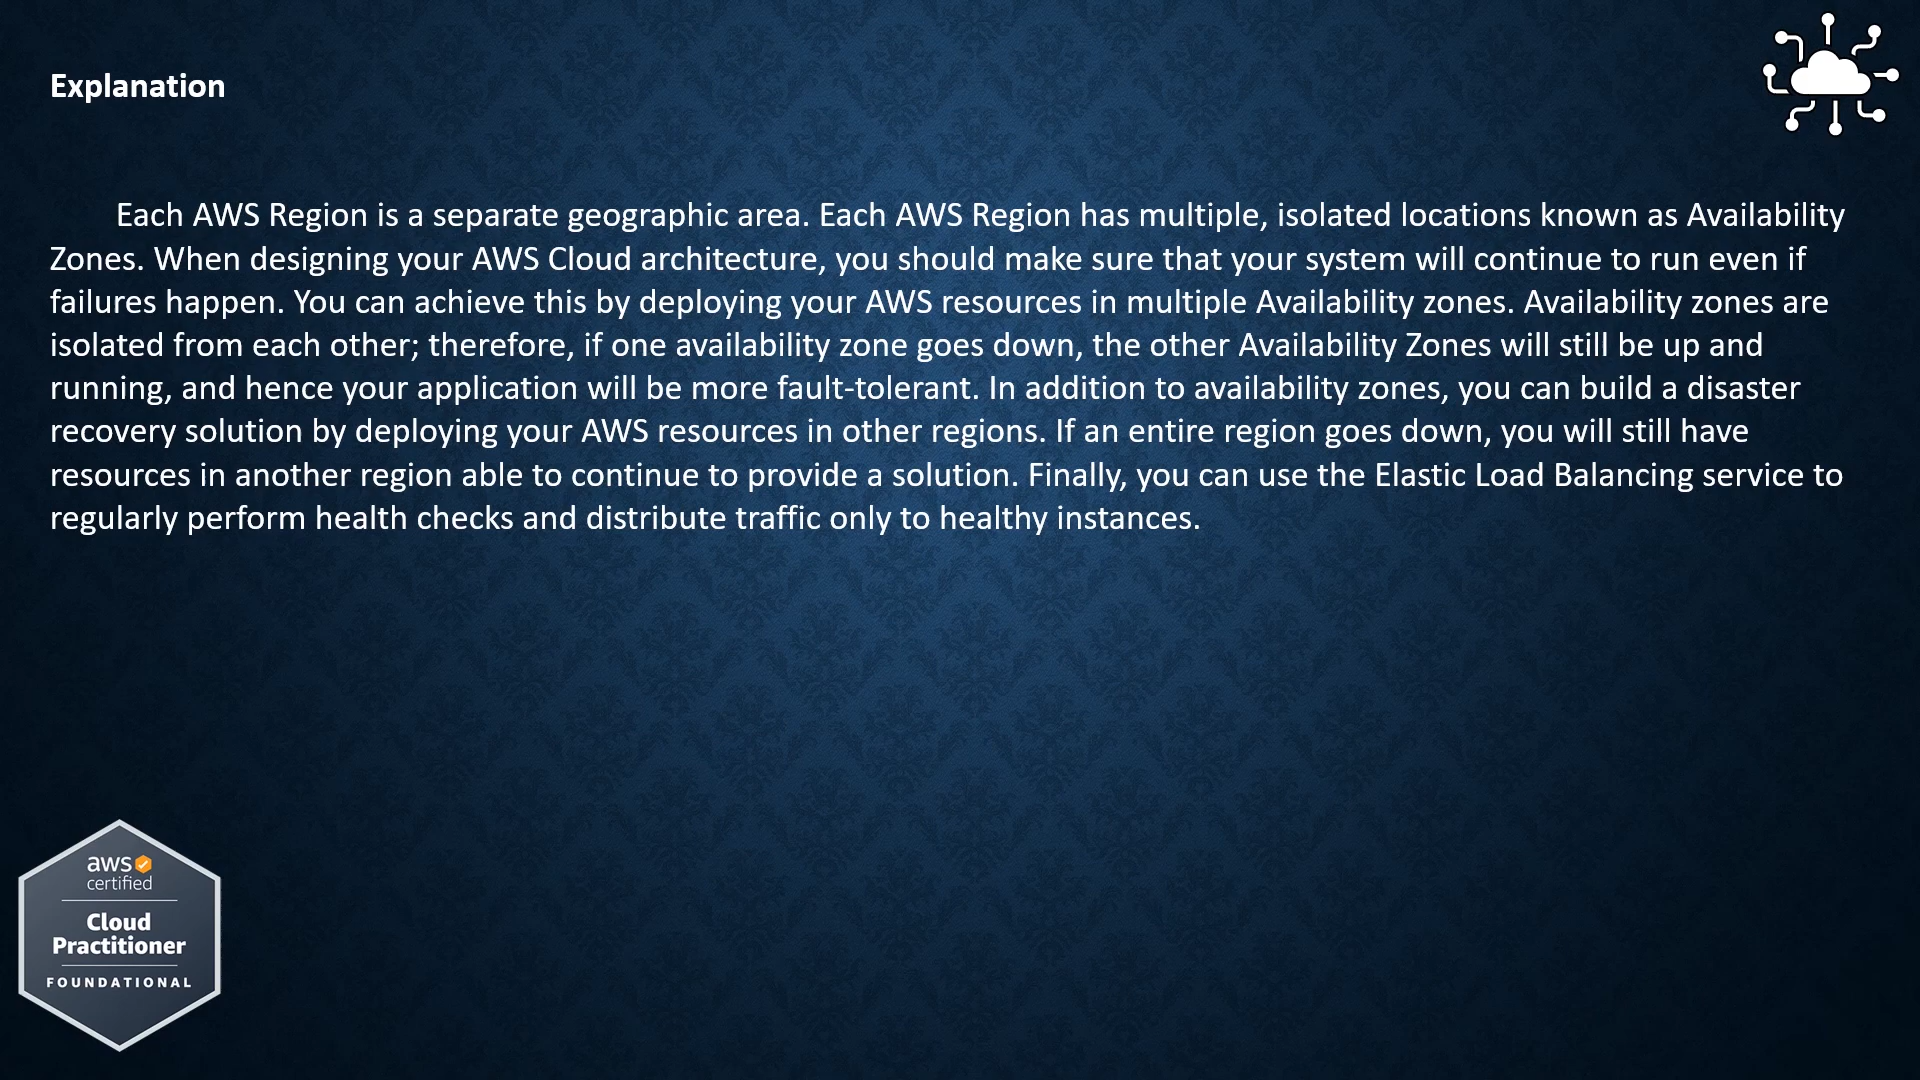 Explanation
Each AWS Region is a separate geographic area. Each AWS Region has multiple, isolated locations known as Availability
Zones. When designing your AWS Cloud architecture, you should make sure that your system will continue to run even if
failures happen. You can achieve this by deploying your AWS resources in multiple Availability zones. Availability zones are
isolated from each other; therefore, if one availability zone goes down, the other Availability Zones will still be up and
running, and hence your application will be more fault-tolerant. In addition to availability zones, you can build a disaster
recovery solution by deploying your AWS resources in other regions. If an entire region goes down, you will still have
resources in another region able to continue to provide a solution. Finally, you can use the Elastic Load Balancing service to
regularly perform health checks and distribute traffic only to healthy instances.
aws
certified
Cloud
Practitioner
FOUNDATIONAL